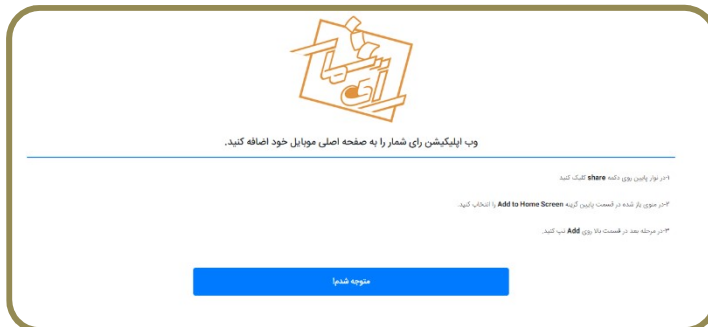 رای شمار
وب اپلیکیشن رای شمار را به صفحه اصلی موبایل خود اضافه کنید.
۱-در نوار پایین روی دکمه share کلیک کنید
۲-در منوی باز شده در قسمت پایین گزینه Add to Home Screen را انتخاب کنید.
۳-در مرحله بعد در قسمت بالا روی Add تپ کنید.
متوجه شدم!